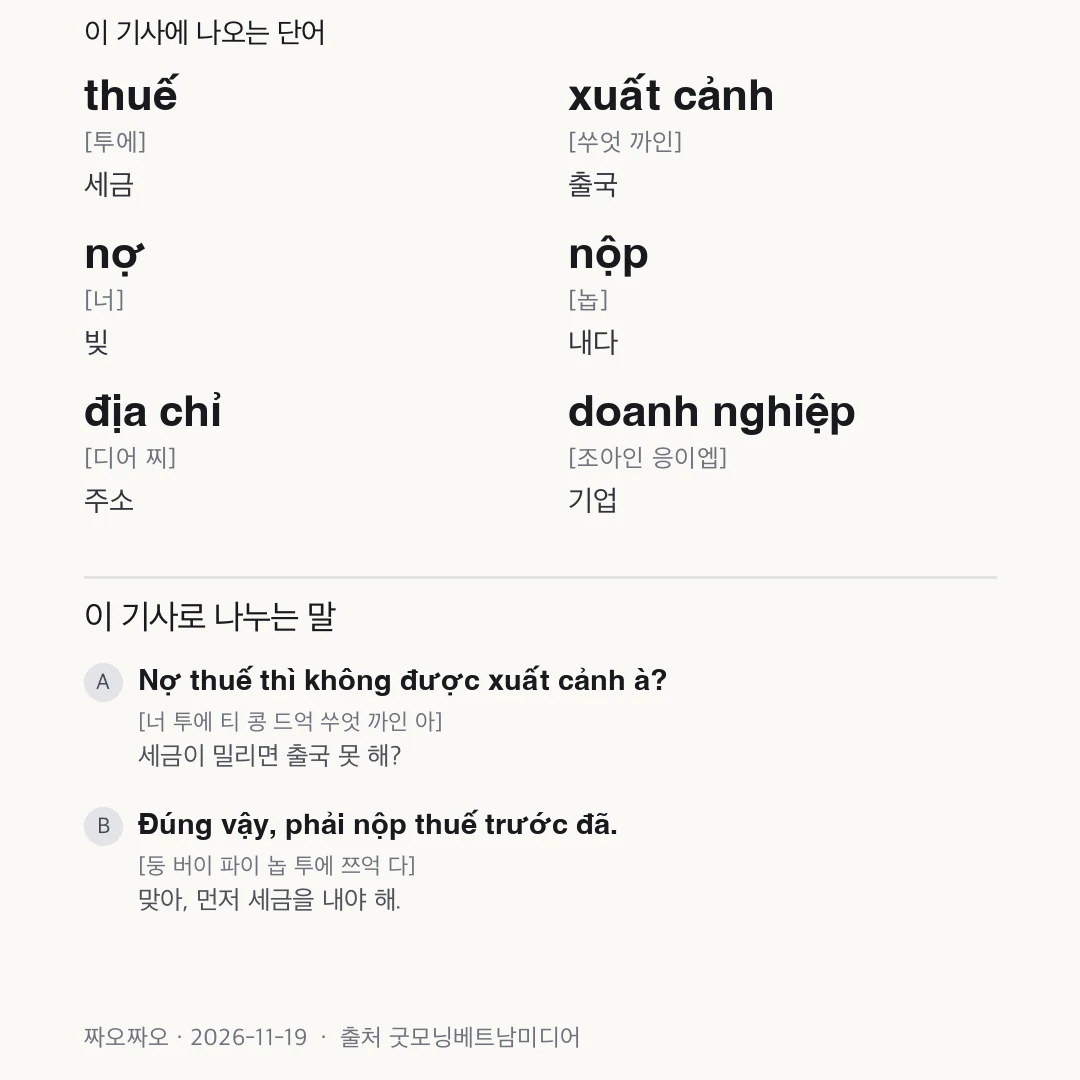 이 기사에 나오는 단어
thuế
[투에]
세금
xuất cảnh
[쑤엇 까인]
출국
nợ
[너]
빚
nộp
[놉]
내다
địa chỉ
[디어 찌]
주소
doanh nghiệp
[조아인 응이엡]
기업
이 기사로 나누는 말
A Nợ thuế thì không được xuất cảnh à?
[너 투에 티 콩 드억 쑤엇 까인 아]
세금이 밀리면 출국 못 해?
B Đúng vậy, phải nộp thuế trước đã.
[둥 버이 파이 놉 투에 쯔억 다]
맞아, 먼저 세금을 내야 해.
짜오짜오 · 2026-11-19 · 출처 굿모닝베트남미디어